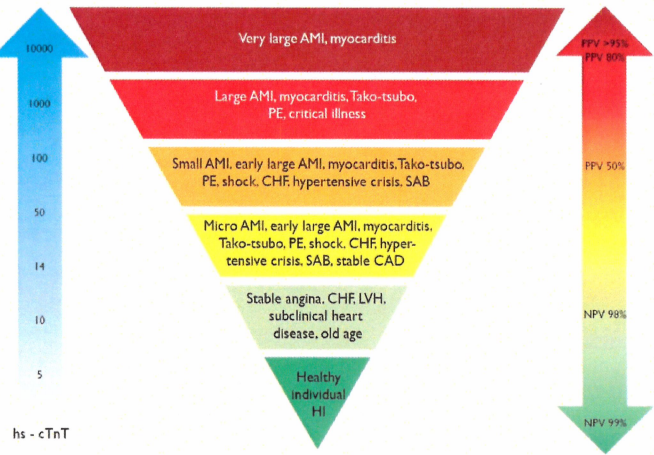 10000
1000
100
50
14
10
5
hs - cTnT
Very large AMI, myocarditis
Large AMI, myocarditis, Tako-tsubo,
PE, critical illness
Small AMI, early large AMI, myocarditis, Tako-tsubo,
PE, shock, CHF, hypertensive crisis, SAB
Micro AMI, early large AMI, myocarditis,
Tako-tsubo, PE, shock, CHF, hyper-
tensive crisis, SAB, stable CAD
Stable angina, CHF, LVH,
subclinical heart
disease, old age
Healthy
individual
HI
PPV >95%
PPV 80%
PPV 50%
NPV 98%
NPV 99%